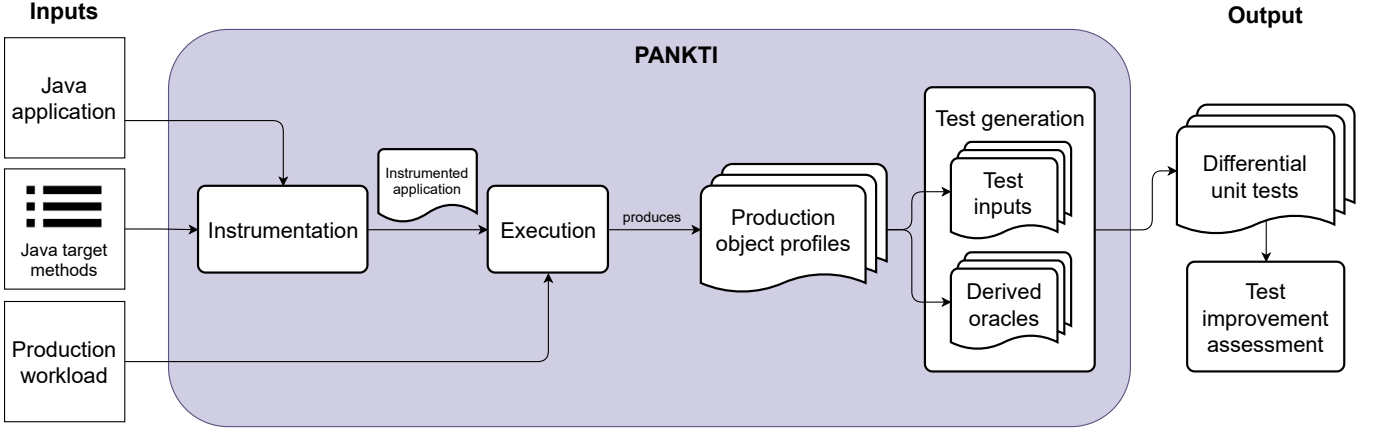 Inputs
Java
application
Java target
methods
Production
workload
PANKTI
Instrumentation
Instrumented
application
Execution
produces
Production
object profiles
Test generation
Test
inputs
Derived
oracles
Output
Differential
unit tests
Test
improvement
assessment